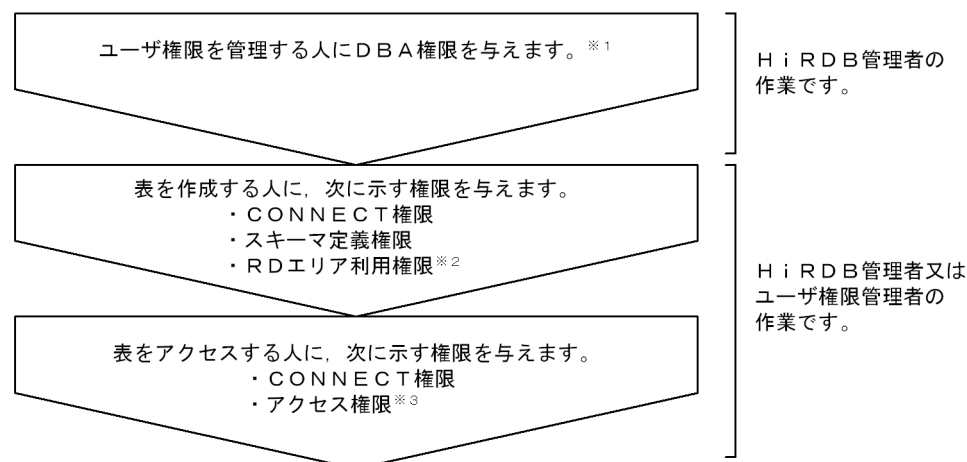 ユーザ権限を管理する人にＤＢＡ権限を与えます。※１
ＨｉＲＤＢ管理者の
作業です。
表を作成する人に，次に示す権限を与えます。
・ＣＯＮＮＥＣＴ権限
・スキーマ定義権限
・ＲＤエリア利用権限※２
ＨｉＲＤＢ管理者又は
ユーザ権限管理者の
作業です。
表をアクセスする人に，次に示す権限を与えます。
・ＣＯＮＮＥＣＴ権限
・アクセス権限※３